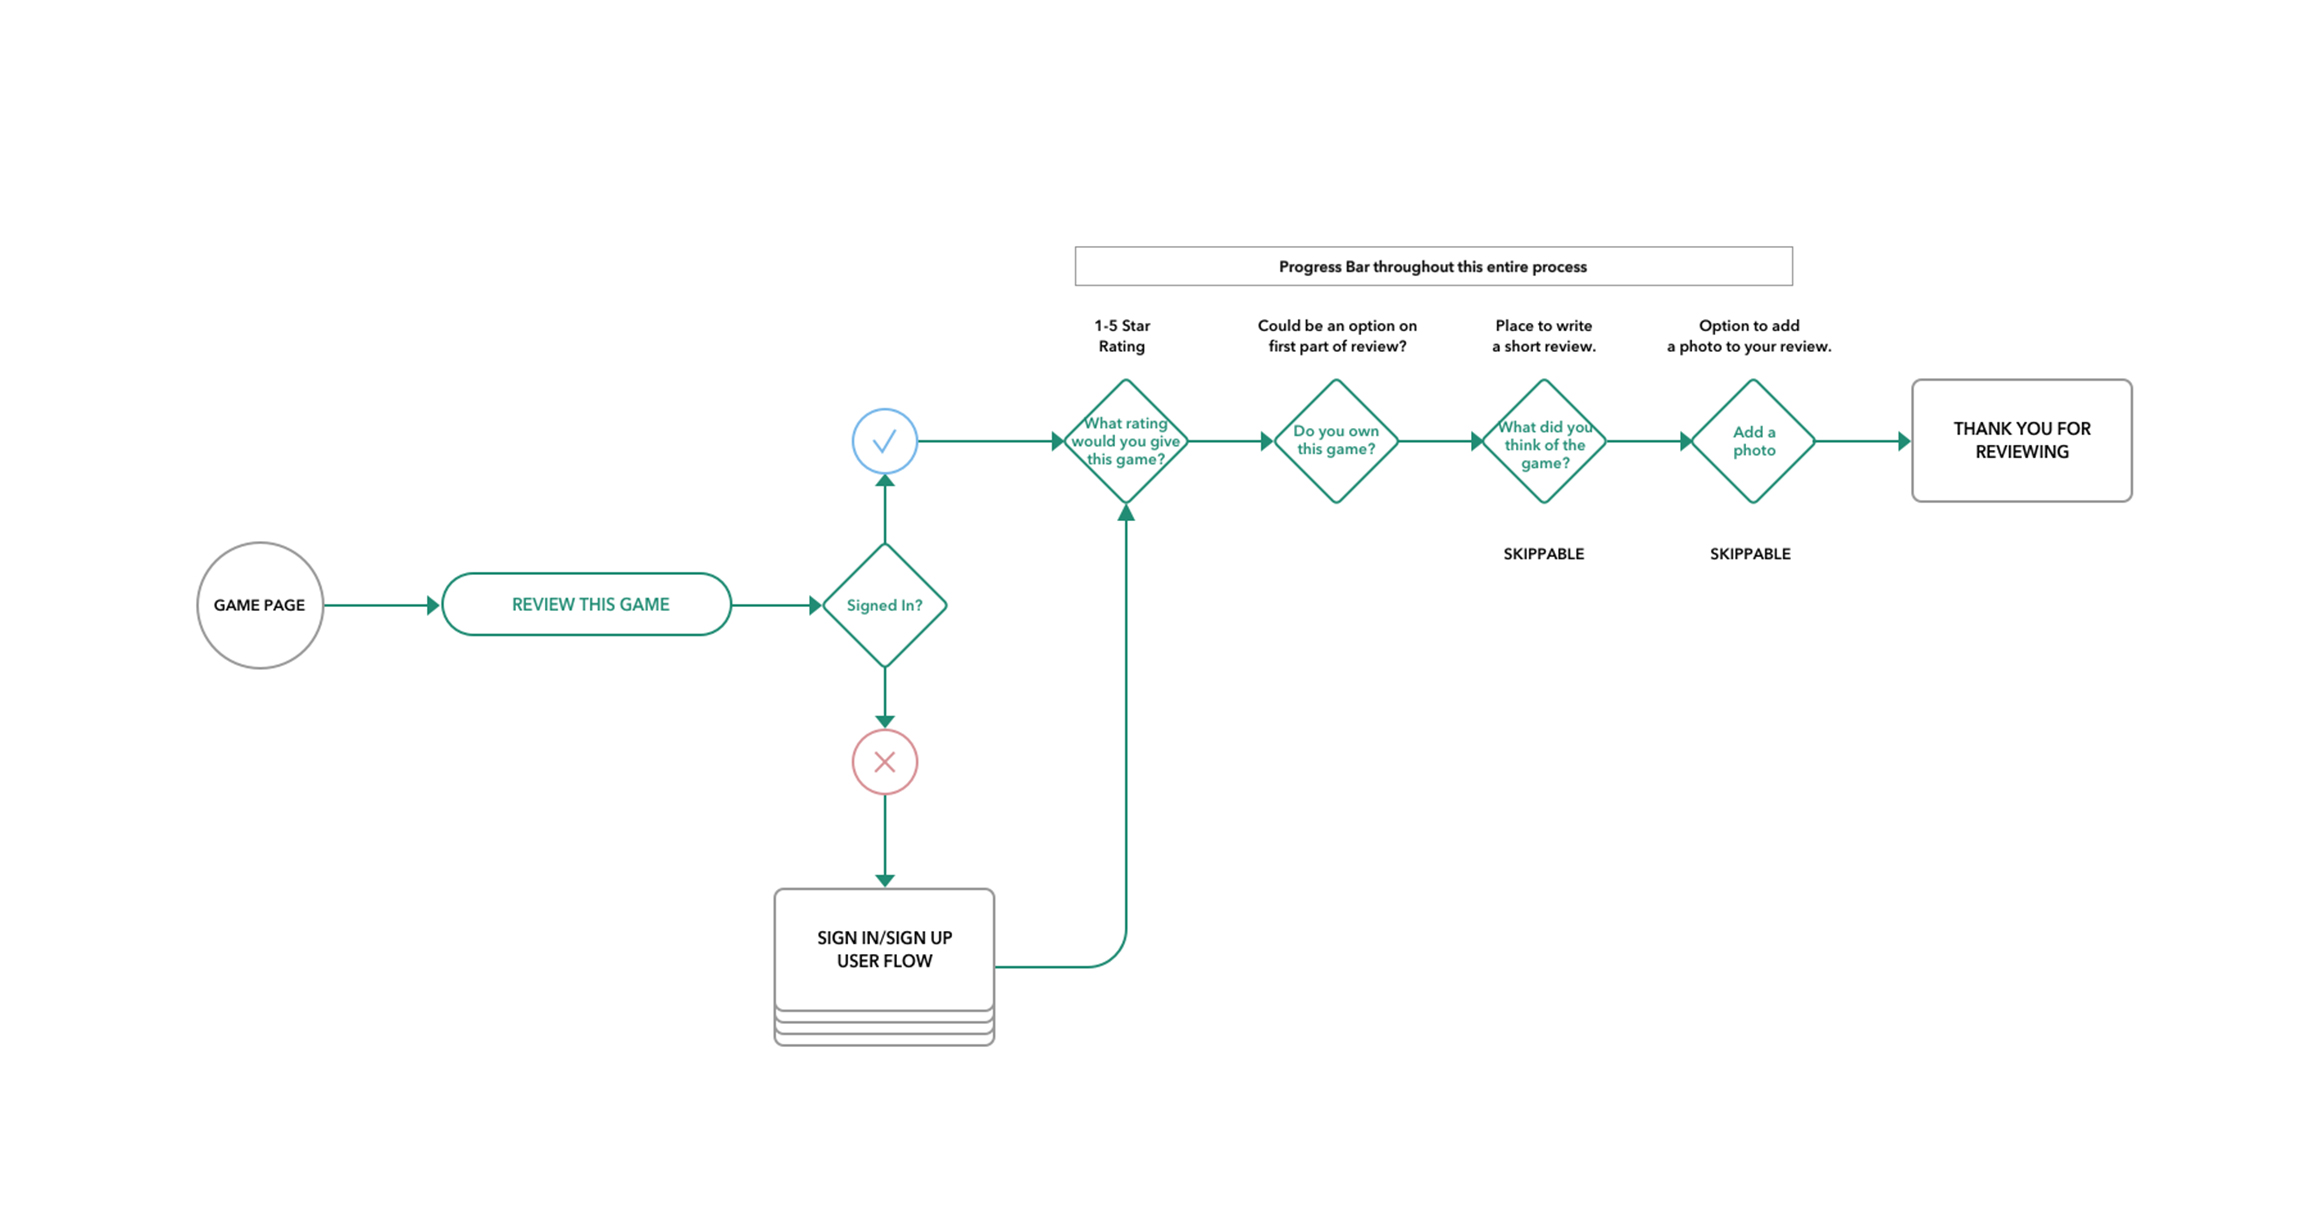 Progress Bar throughout this entire process
1-5 Star
Rating
Could be an option on
first part of review?
Place to write
a short review.
Option to add
a photo to your review.
What rating
would you give
this game?
Do you own
this game?
What did you
think of the
game?
Add a
photo
THANK YOU FOR
REVIEWING
SKIPPABLE
SKIPPABLE
GAME PAGE
REVIEW THIS GAME
Signed In?
SIGN IN/SIGN UP
USER FLOW